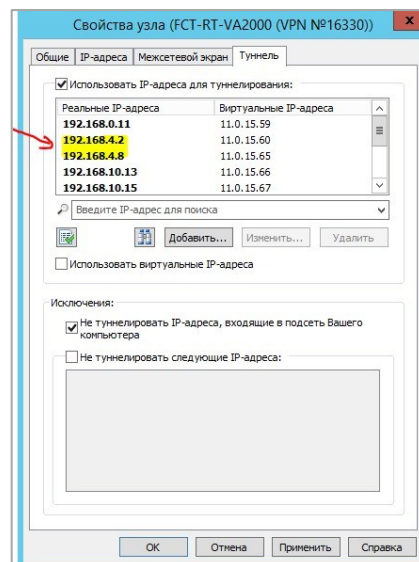 Свойства узла (FCT-RT-VA2000 (VPN №16330))
x
Общие IP-адреса Межсетевой экран Туннель
Использовать IP-адреса для туннелирования:
Реальные IP-адреса Виртуальные IP-адреса
192.168.0.11 11.0.15.59
192.168.4.2 11.0.15.60
192.168.4.8 11.0.15.65
192.168.10.13 11.0.15.66
192.168.10.15 11.0.15.67
Введите IP-адрес для поиска
Добавить... Изменить... Удалить
Использовать виртуальные IP-адреса
Исключения:
Не туннелировать IP-адреса, входящие в подсеть Вашего
компьютера
Не туннелировать следующие IP-адреса:
OK Отмена Применить Справка